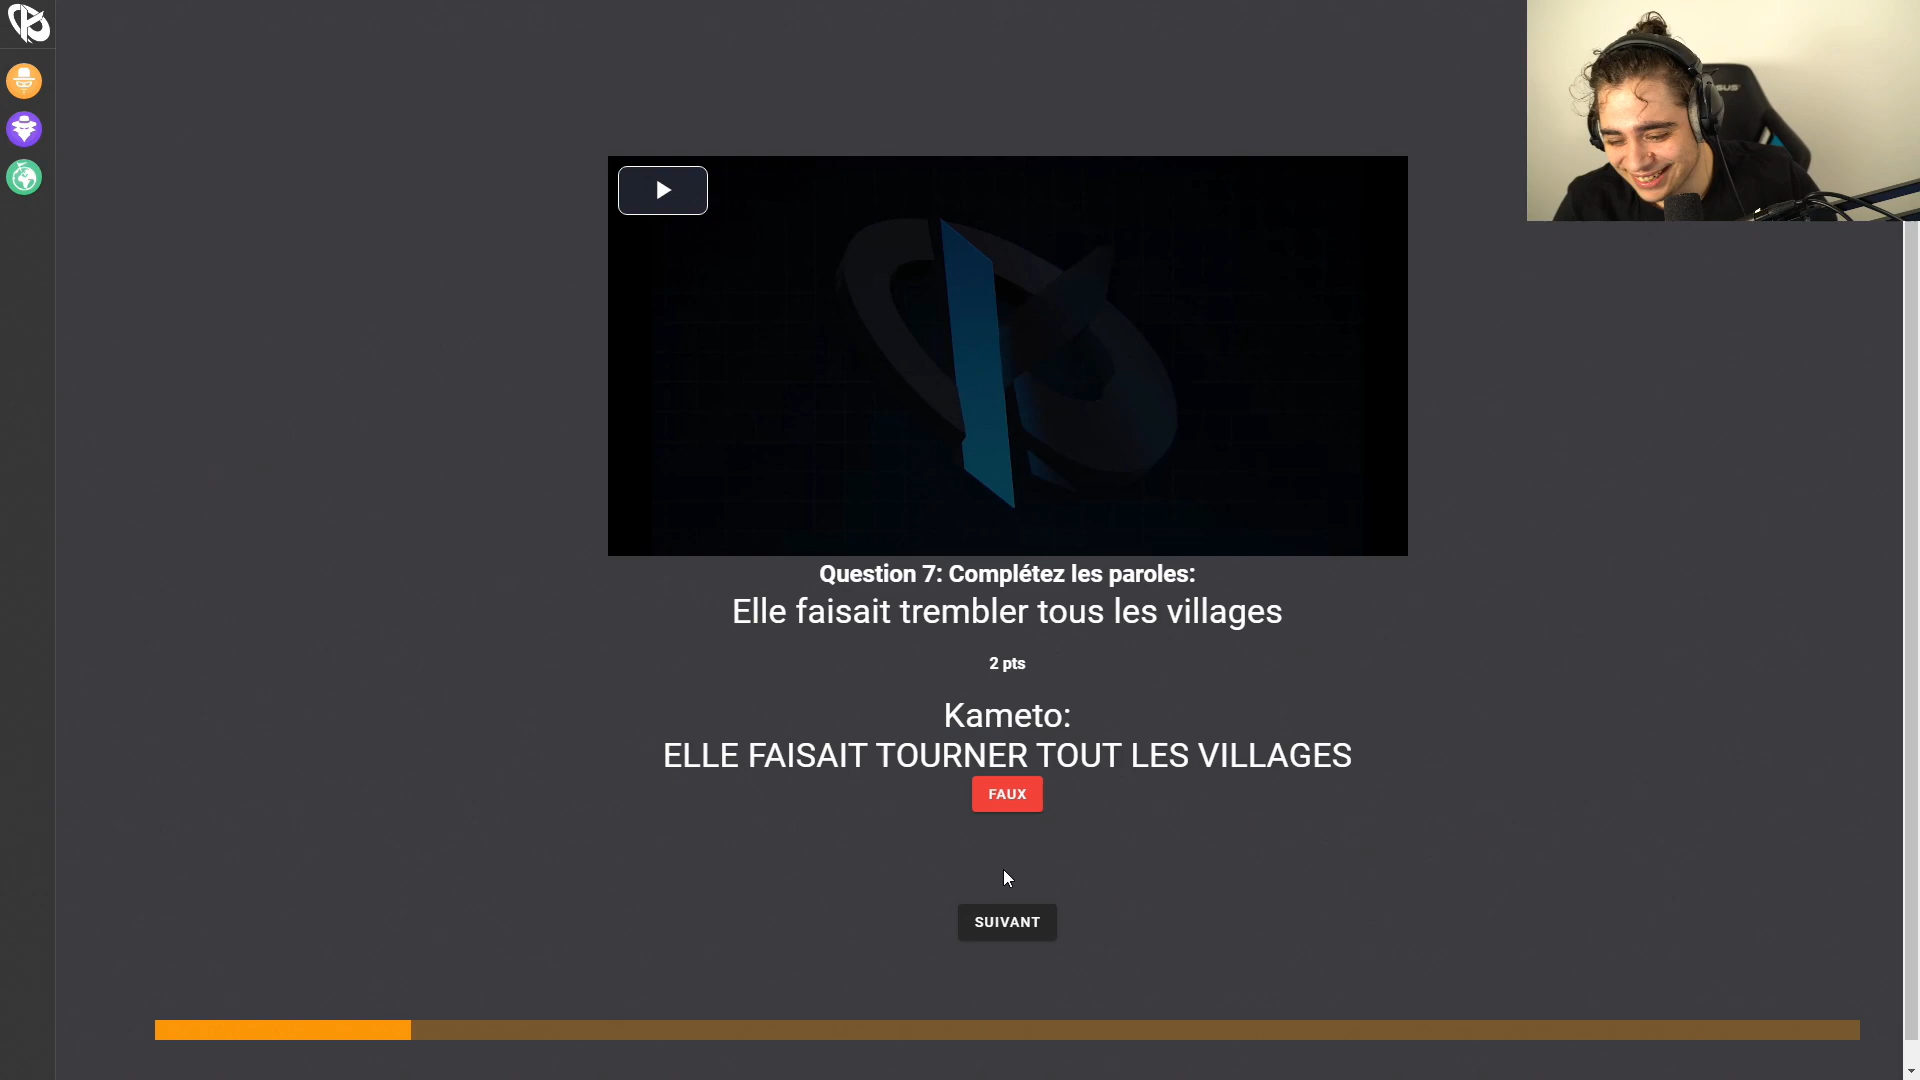 Question 7: Complétez les paroles:
Elle faisait trembler tous les villages
2 pts
Kameto:
ELLE FAISAIT TOURNER TOUT LES VILLAGES
FAUX
SUIVANT